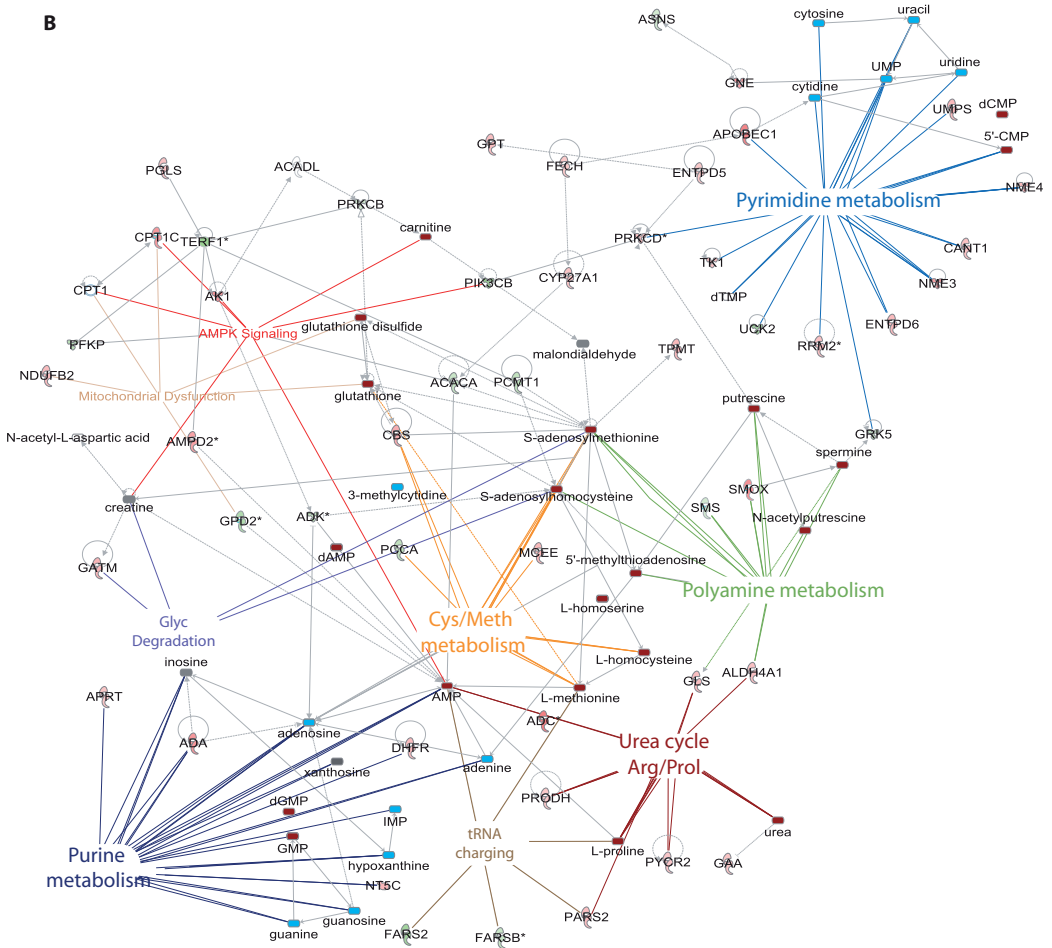 B
ASNS
cytosine
uracil
GNE
UMP
uridine
cytidine
UMPS
dCMP
APOBEC1
5'-CMP
GPT
FECH
ENTPD5
PGLS
ACADL
NME4
PRKCB
Pyrimidine metabolism
CPT1C
TERF1*
carnitine
PRKCD*
CANT1
TK1
CPT1
AK1
PIK3CB
CYP27A1
NME3
dTMP
AMPK Signaling
glutathione disulfide
UCK2
ENTPD6
PFKP
malondialdehyde
TPMT
RRM2*
NDUFB2
Mitochondrial Dysfunction
glutathione
ACACA
PCMT1
putrescine
N-acetyl-L-aspartic acid
AMPD2*
CBS
S-adenosylmethionine
GRK5
spermine
3-methylcytidine
S-adenosylhomocysteine
SMOX
creatine
SMS
N-acetylputrescine
GPD2*
ADK*
dAMP
PCCA
MCEE
5'-methylthioadenosine
GATM
Polyamine metabolism
L-homoserine
Glyc
Degradation
Cys/Meth
metabolism
L-homocysteine
inosine
GLS
ALDH4A1
APRT
AMP
L-methionine
ADC*
adenosine
ADA
DHFR
Urea cycle
Arg/Prol
xanthosine
adenine
dGMP
PRODH
IMP
GMP
tRNA
charging
urea
L-proline
Purine
metabolism
hypoxanthine
PYCR2
GAA
NT5C
guanosine
guanine
PARS2
FARS2
FARSB*